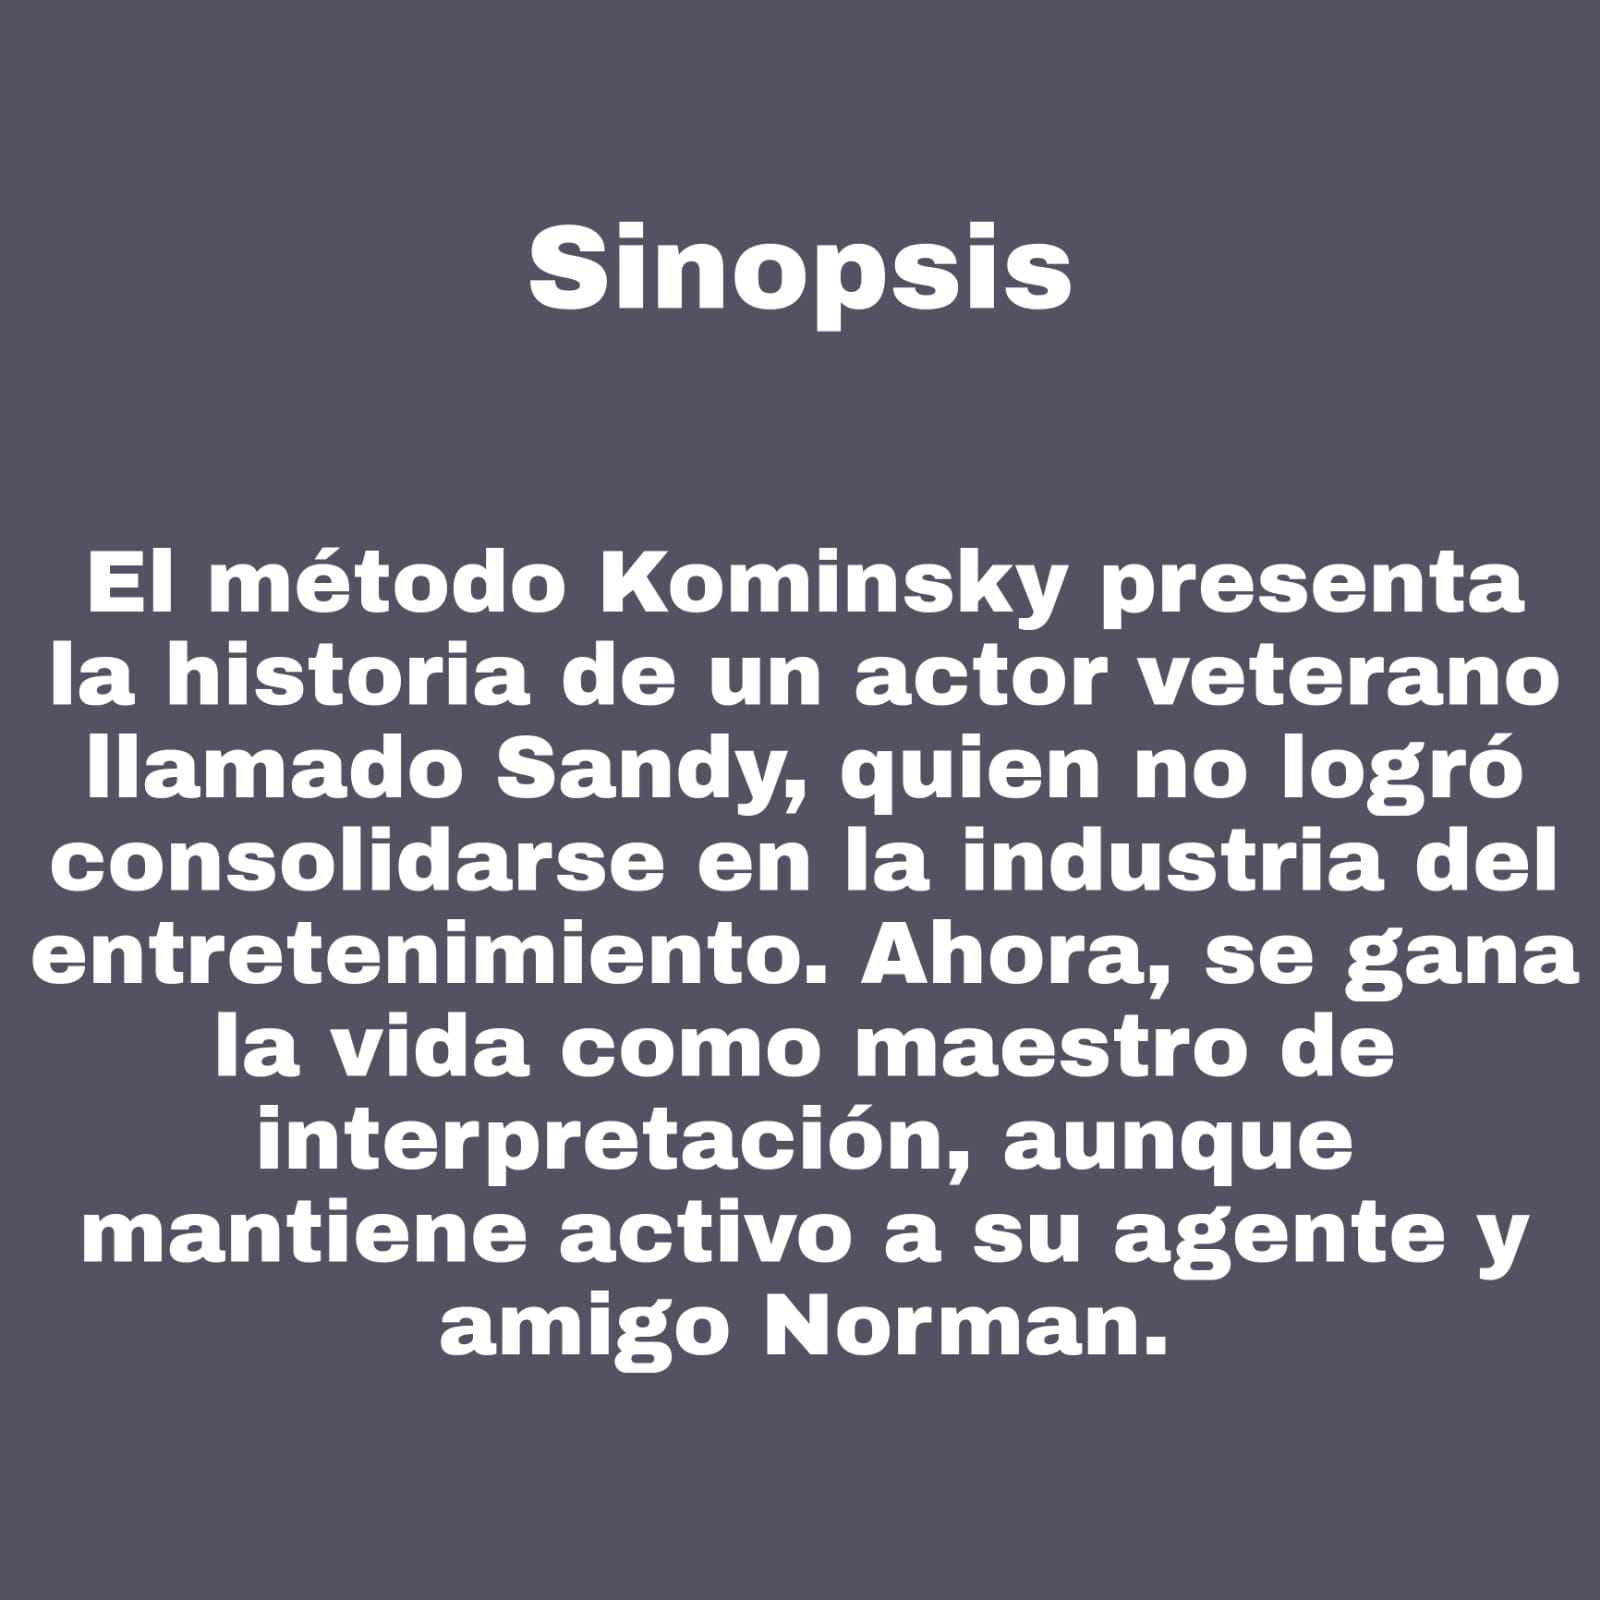 Sinopsis
El método Kominsky presenta
la historia de un actor veterano
llamado Sandy, quien no logró
consolidarse en la industria del
entretenimiento. Ahora, se gana
la vida como maestro de
interpretación, aunque
mantiene activo a su agente y
amigo Norman.